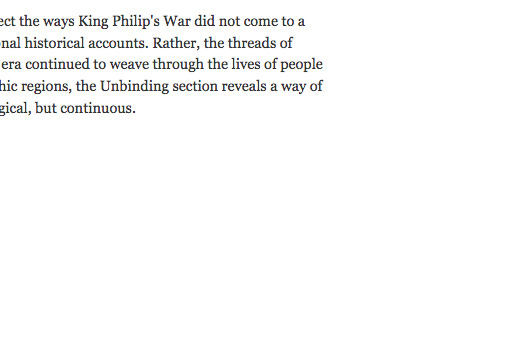 ect the ways King Philip's War did not come to a
nal historical accounts. Rather, the threads of
era continued to weave through the lives of people
hic regions, the Unbinding section reveals a way of
gical, but continuous.